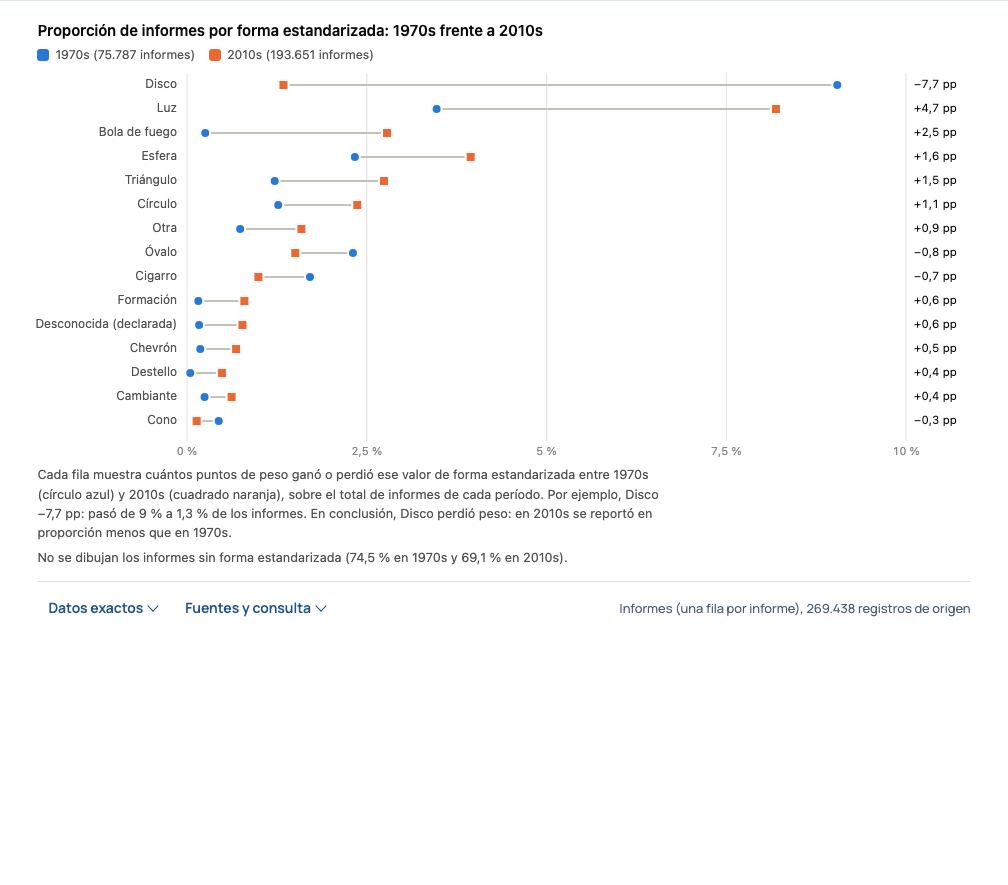 Proporción de informes por forma estandarizada: 1970s frente a 2010s
1970s (75.787 informes) 2010s (193.651 informes)
Disco −7,7 pp
Luz +4,7 pp
Bola de fuego +2,5 pp
Esfera +1,6 pp
Triángulo +1,5 pp
Círculo +1,1 pp
Otra +0,9 pp
Óvalo −0,8 pp
Cigarro −0,7 pp
Formación +0,6 pp
Desconocida (declarada) +0,6 pp
Chevrón +0,5 pp
Destello +0,4 pp
Cambiante +0,4 pp
Cono −0,3 pp
0 % 2,5 % 5 % 7,5 % 10 %
Cada fila muestra cuántos puntos de peso ganó o perdió ese valor de forma estandarizada entre 1970s
(círculo azul) y 2010s (cuadrado naranja), sobre el total de informes de cada período. Por ejemplo, Disco
−7,7 pp: pasó de 9 % a 1,3 % de los informes. En conclusión, Disco perdió peso: en 2010s se reportó en
proporción menos que en 1970s.
No se dibujan los informes sin forma estandarizada (74,5 % en 1970s y 69,1 % en 2010s).
Datos exactos Fuentes y consulta Informes (una fila por informe), 269.438 registros de origen